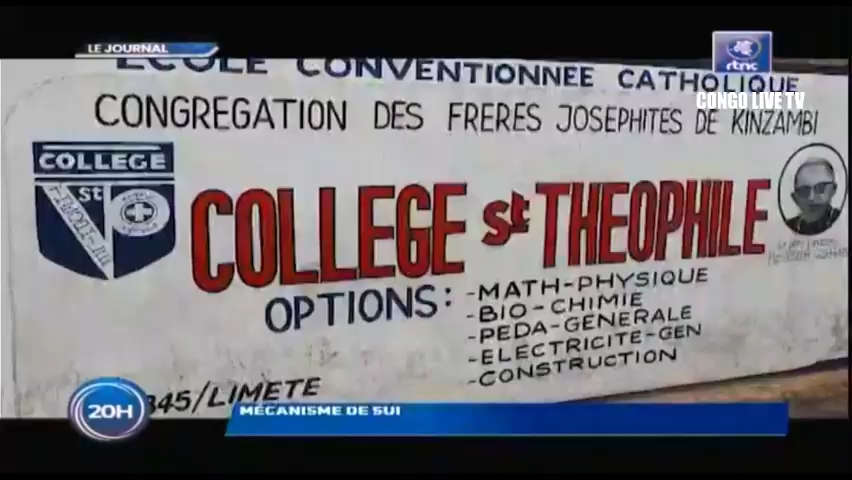 LE JOURNAL
rtnc
CONGO LIVE TV
ECOLE CONVENTIONNEE CATHOLIQUE
CONGREGATION DES FRERES JOSEPHITES DE KINZAMBI
COLLEGE
St
P
COLLEGE St THEOPHILE
OPTIONS:
-MATH-PHYSIQUE
-BIO-CHIMIE
-PEDA-GENERALE
-ELECTRICITE-GEN
-CONSTRUCTION
845/LIMETE
20H
MÉCANISME DE SUI